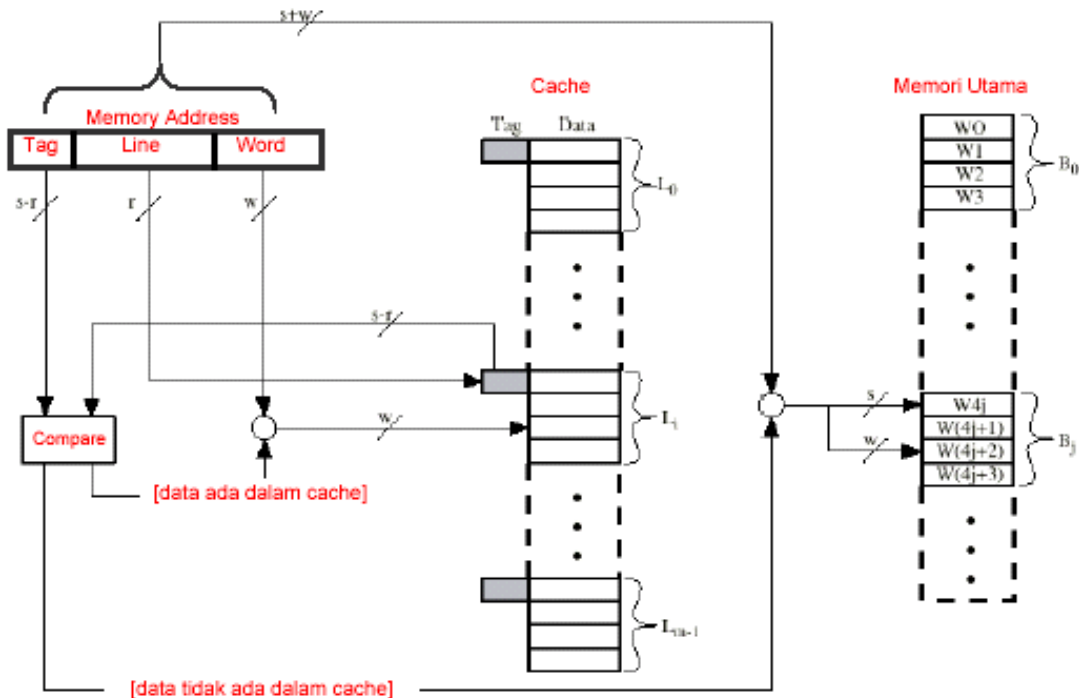 s+w
Cache
Memori Utama
Memory Address
Tag Line Word
Tag Data
W0
W1
W2
W3
B0
L0
s-r
r
w
s-r
Compare
w
Li
s
w
W4j
W(4j+1)
W(4j+2)
W(4j+3)
Bj
[data ada dalam cache]
Lm-1
[data tidak ada dalam cache]